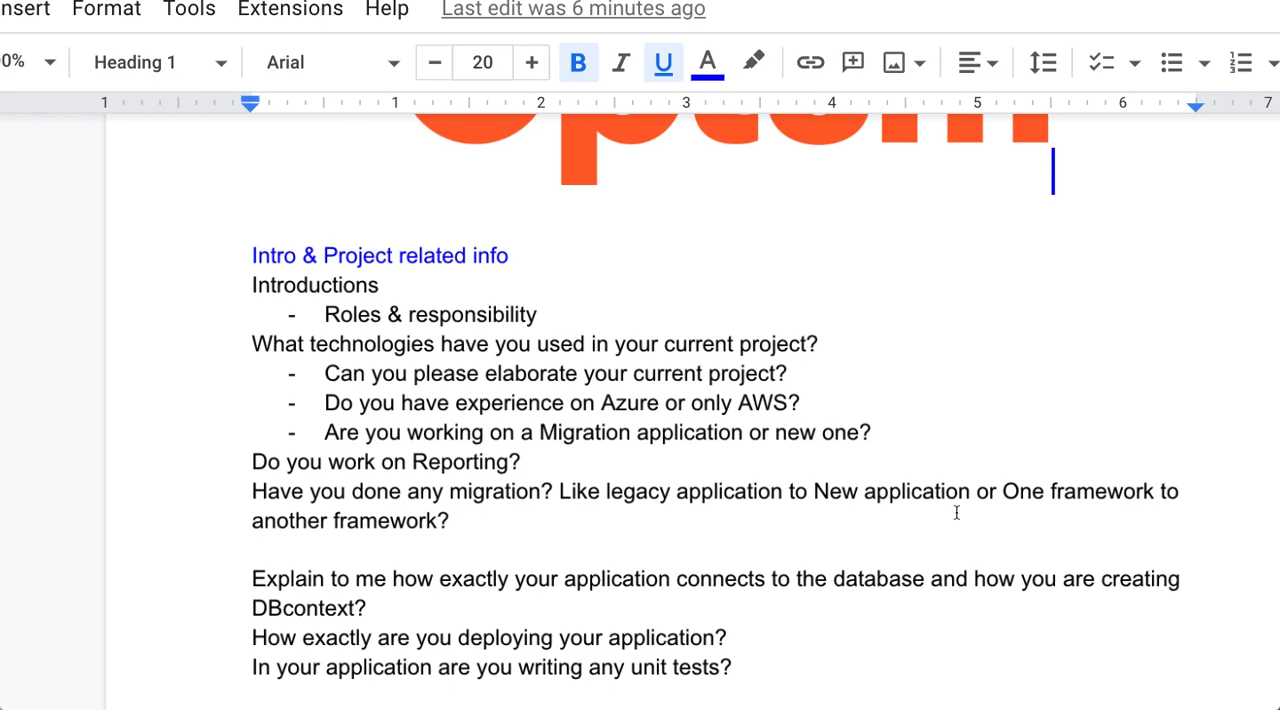 nsert Format Tools Extensions Help Last edit was 6 minutes ago
0% Heading 1 Arial − 20 + B I U A
1 1 2 3 4 5 6 7
Intro & Project related info
Introductions
- Roles & responsibility
What technologies have you used in your current project?
- Can you please elaborate your current project?
- Do you have experience on Azure or only AWS?
- Are you working on a Migration application or new one?
Do you work on Reporting?
Have you done any migration? Like legacy application to New application or One framework to
another framework?
Explain to me how exactly your application connects to the database and how you are creating
DBcontext?
How exactly are you deploying your application?
In your application are you writing any unit tests?